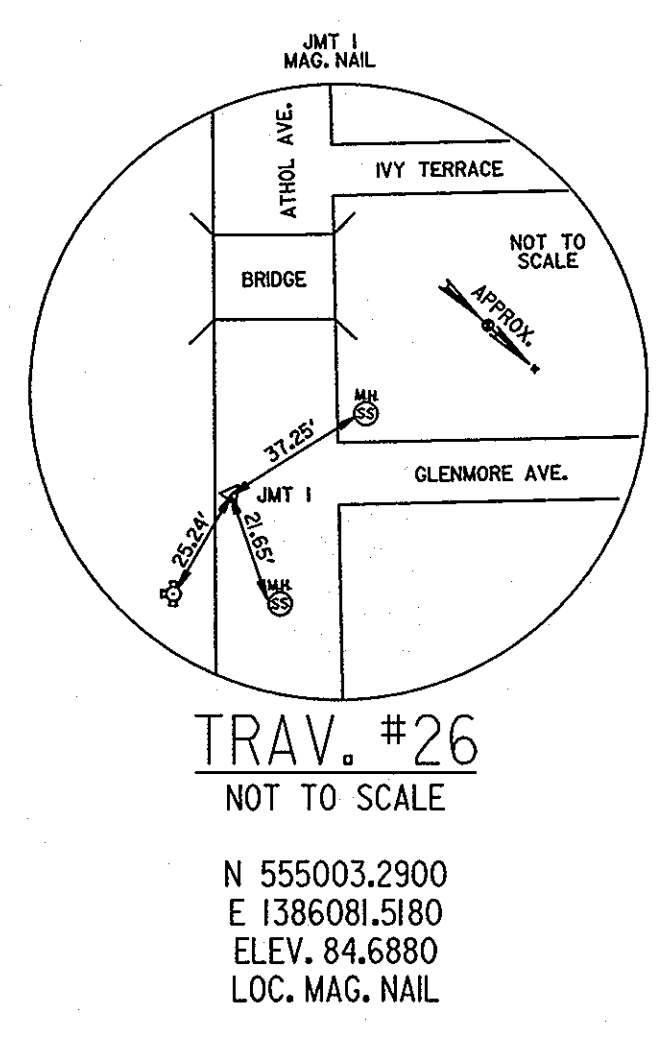 JMT 1
MAG. NAIL
ATHOL AVE.
IVY TERRACE
NOT TO
SCALE
BRIDGE
APPROX.
M.H.
SS
37.25'
GLENMORE AVE.
JMT 1
25.24'
21.65'
M.H.
SS
TRAV. #26
NOT TO SCALE
N 555003.2900
E 1386081.5180
ELEV. 84.6880
LOC. MAG. NAIL